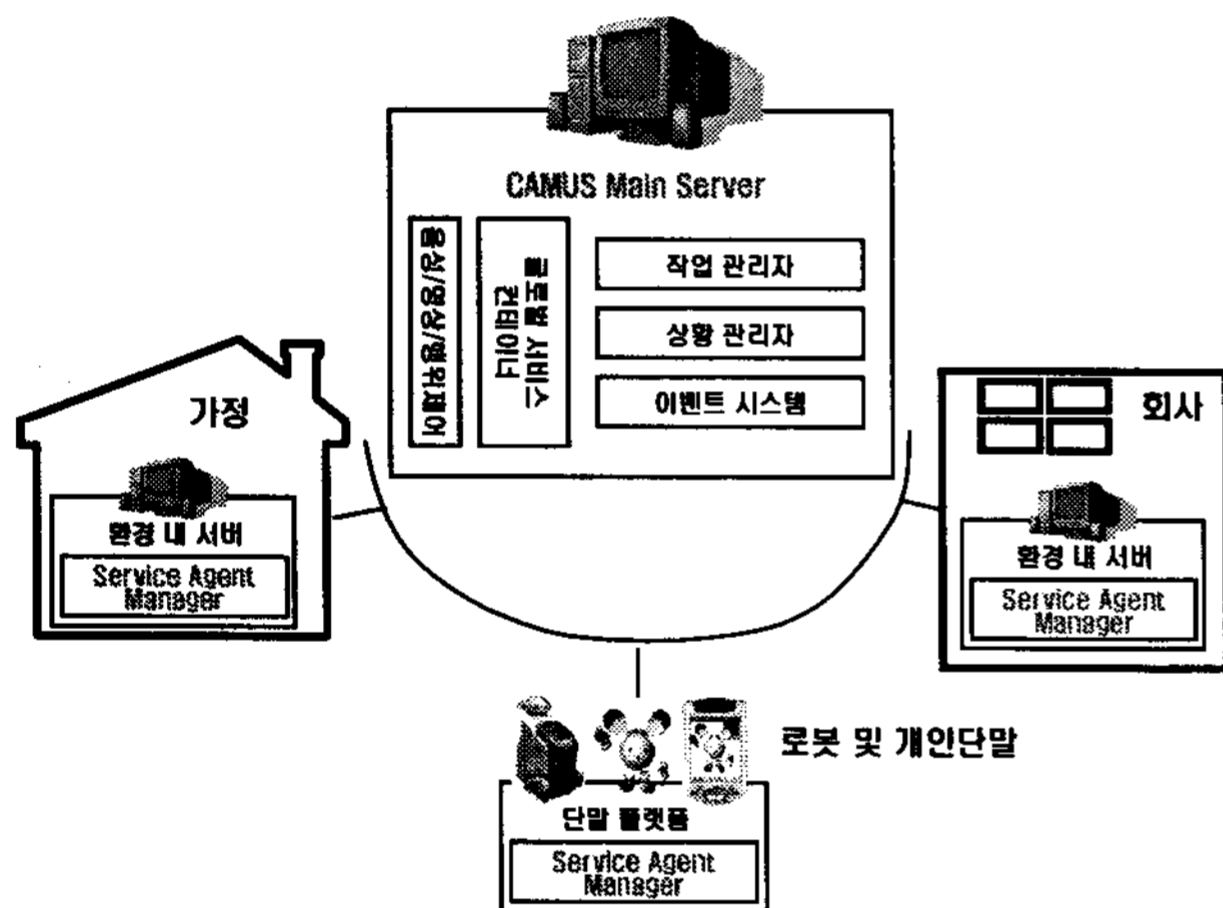 CAMUS Main Server
음성/영상/행위제어
글로벌 서비스
컨테이너
작업 관리자
상황 관리자
이벤트 시스템
가정
환경 내 서버
Service Agent
Manager
회사
환경 내 서버
Service Agent
Manager
로봇 및 개인단말
단말 플랫폼
Service Agent
Manager